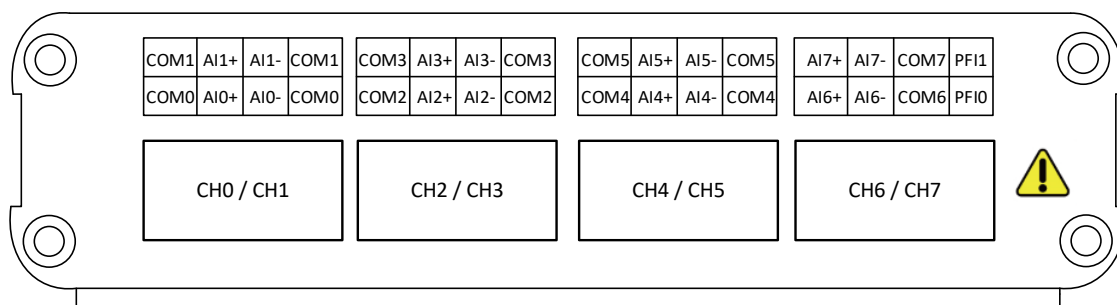 COM1 AI1+ AI1- COM1 COM3 AI3+ AI3- COM3 COM5 AI5+ AI5- COM5 AI7+ AI7- COM7 PFI1
COM0 AI0+ AI0- COM0 COM2 AI2+ AI2- COM2 COM4 AI4+ AI4- COM4 AI6+ AI6- COM6 PFI0
CH0 / CH1 CH2 / CH3 CH4 / CH5 CH6 / CH7